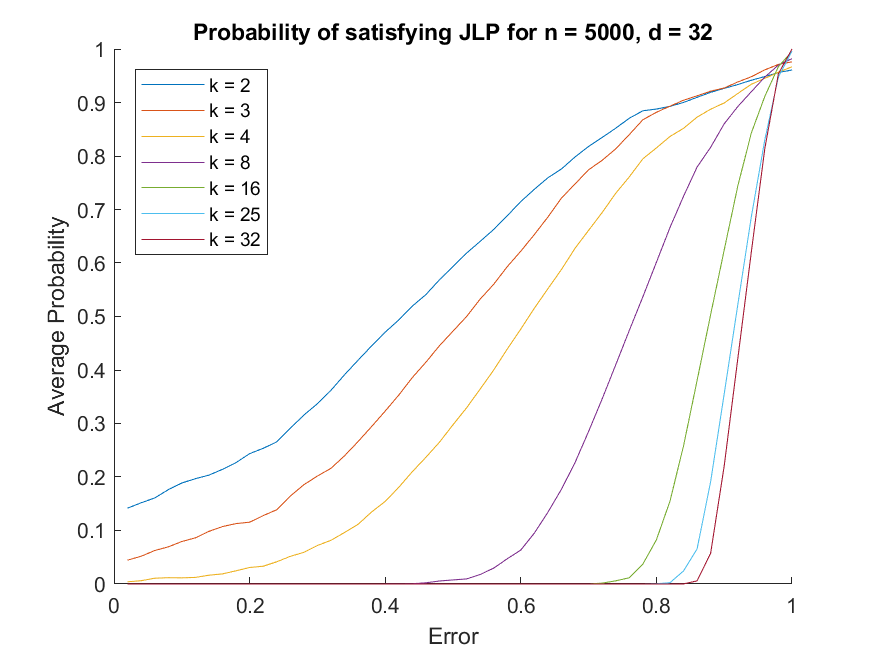 Probability of satisfying JLP for n = 5000, d = 32
1
0.9
0.8
0.7
0.6
0.5
0.4
0.3
0.2
0.1
0
Average Probability
k = 2
k = 3
k = 4
k = 8
k = 16
k = 25
k = 32
0 0.2 0.4 0.6 0.8 1
Error